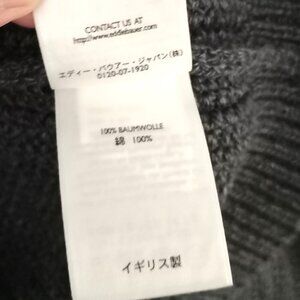 CONTACT US AT
http://www.eddiebauer.com
エディー・バウアー・ジャパン(株)
0120-07-1920
100% BAUMWOLLE
綿 100%
イギリス製